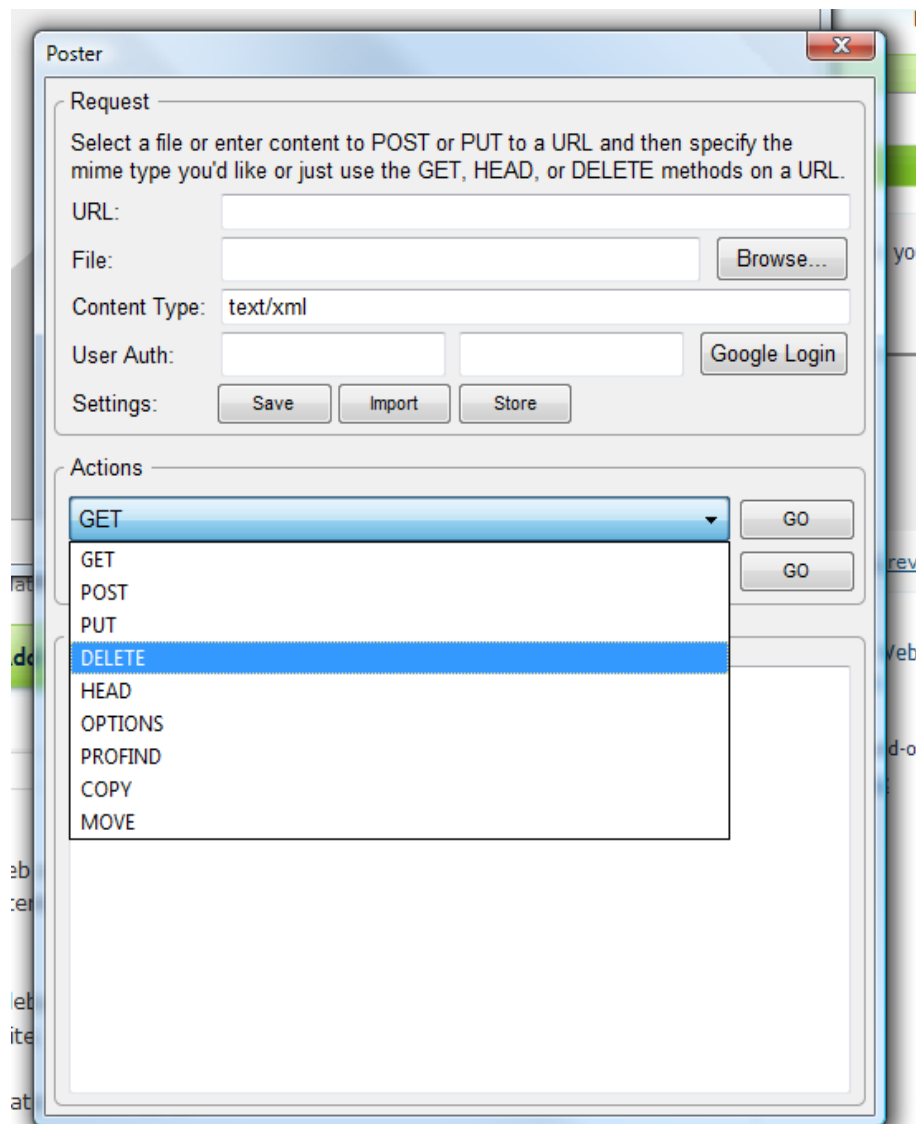 Poster
Request
Select a file or enter content to POST or PUT to a URL and then specify the
mime type you'd like or just use the GET, HEAD, or DELETE methods on a URL.
URL:
File: Browse...
Content Type: text/xml
User Auth: Google Login
Settings: Save Import Store
Actions
GET GO
GET
GO
POST
PUT
DELETE
HEAD
OPTIONS
PROFIND
COPY
MOVE